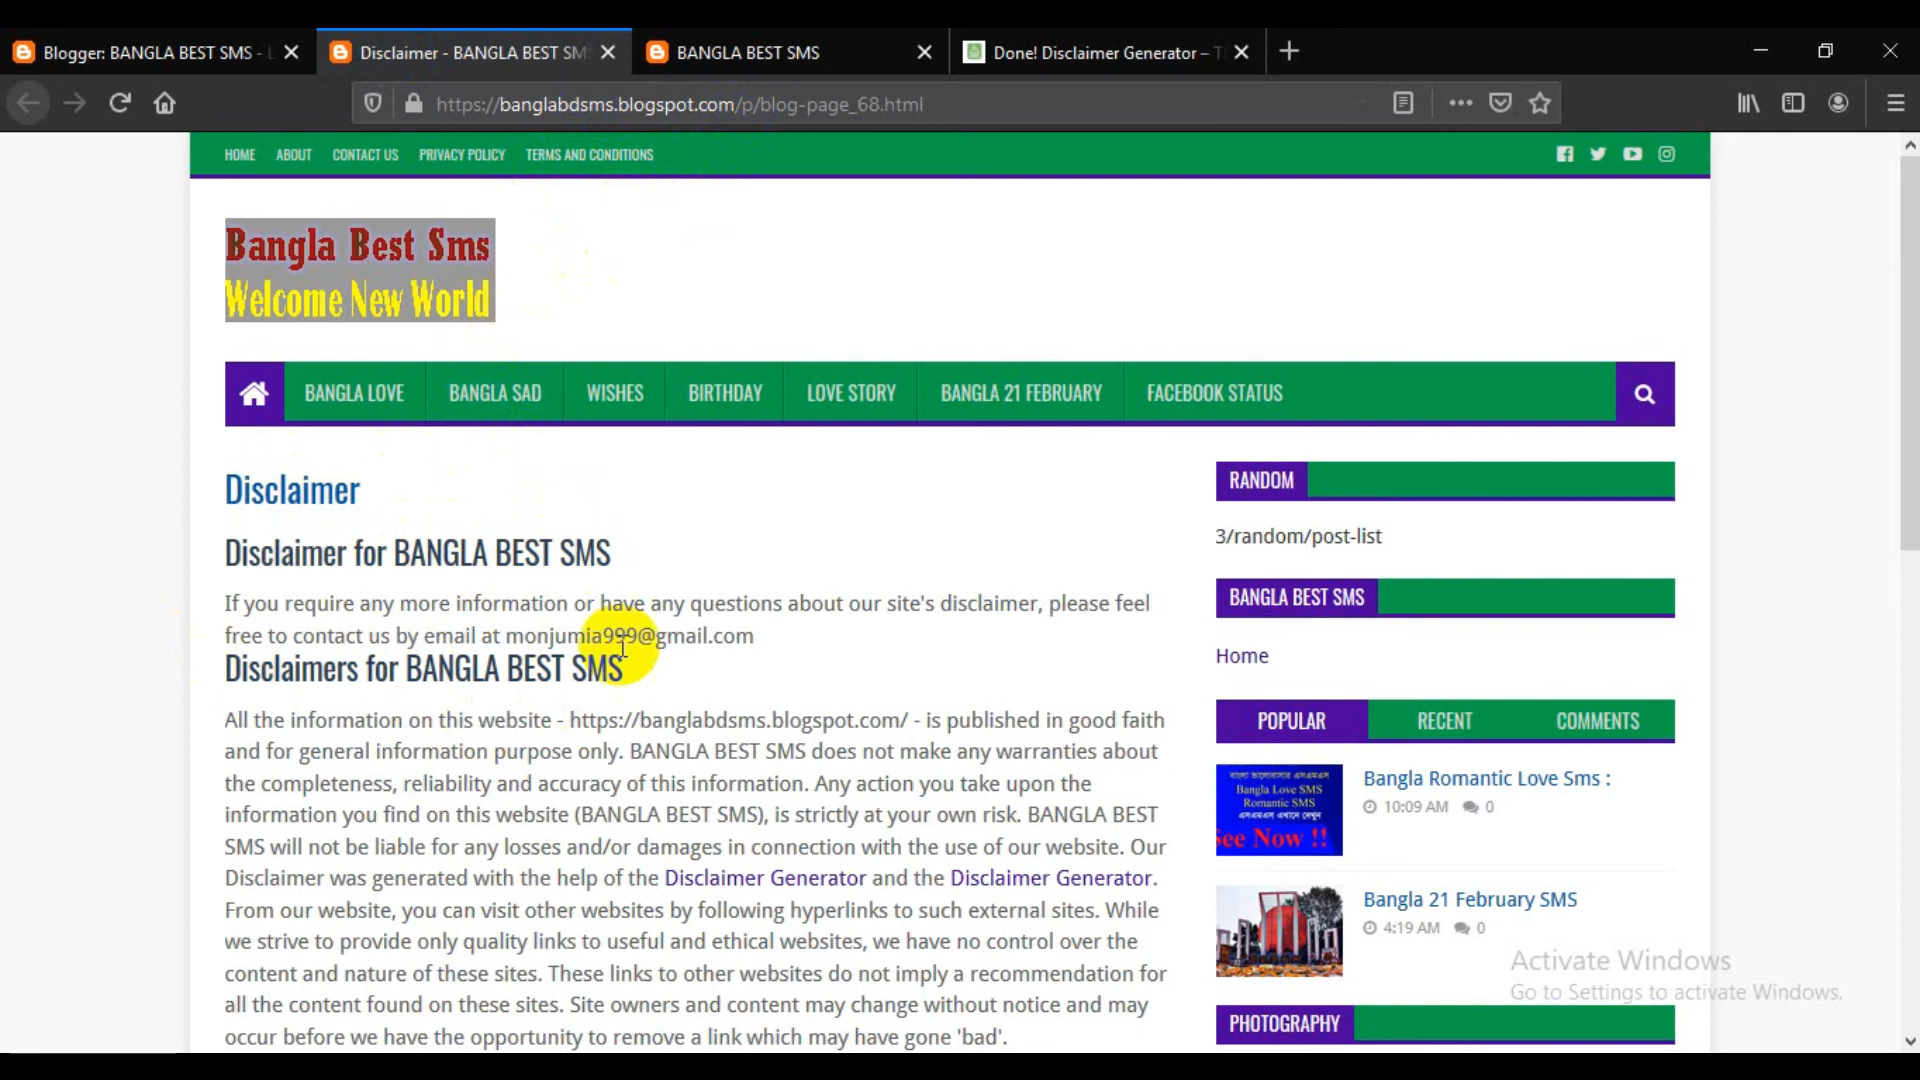 Blogger: BANGLA BEST SMS - L
Disclaimer - BANGLA BEST SMS
BANGLA BEST SMS
Done! Disclaimer Generator – T
https://banglabdsms.blogspot.com/p/blog-page_68.html
HOME ABOUT CONTACT US PRIVACY POLICY TERMS AND CONDITIONS
Bangla Best Sms
Welcome New World
BANGLA LOVE BANGLA SAD WISHES BIRTHDAY LOVE STORY BANGLA 21 FEBRUARY FACEBOOK STATUS
Disclaimer
Disclaimer for BANGLA BEST SMS
If you require any more information or have any questions about our site's disclaimer, please feel
free to contact us by email at monjumia999@gmail.com
Disclaimers for BANGLA BEST SMS
All the information on this website - https://banglabdsms.blogspot.com/ - is published in good faith
and for general information purpose only. BANGLA BEST SMS does not make any warranties about
the completeness, reliability and accuracy of this information. Any action you take upon the
information you find on this website (BANGLA BEST SMS), is strictly at your own risk. BANGLA BEST
SMS will not be liable for any losses and/or damages in connection with the use of our website. Our
Disclaimer was generated with the help of the Disclaimer Generator and the Disclaimer Generator.
From our website, you can visit other websites by following hyperlinks to such external sites. While
we strive to provide only quality links to useful and ethical websites, we have no control over the
content and nature of these sites. These links to other websites do not imply a recommendation for
all the content found on these sites. Site owners and content may change without notice and may
occur before we have the opportunity to remove a link which may have gone 'bad'.
RANDOM
3/random/post-list
BANGLA BEST SMS
Home
POPULAR RECENT COMMENTS
বাংলা ভালোবাসার এসএমএস
Bangla Love SMS
Romantic SMS
এসএমএস এখানে দেখুন
See Now !!
Bangla Romantic Love Sms :
10:09 AM 0
Bangla 21 February SMS
4:19 AM 0
PHOTOGRAPHY
Activate Windows
Go to Settings to activate Windows.